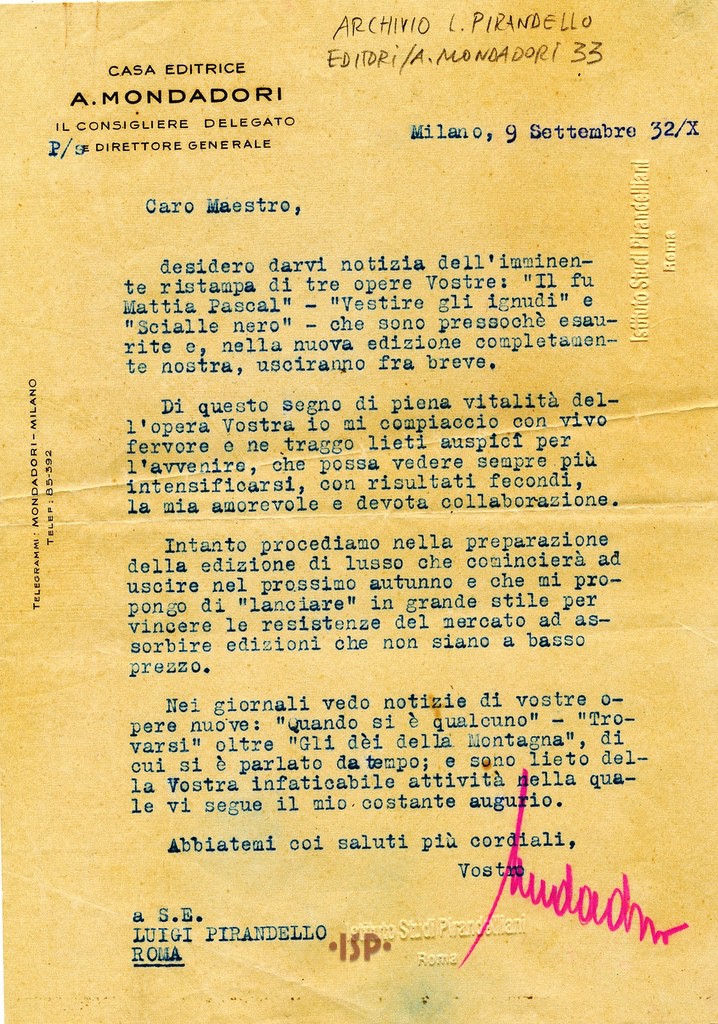 ARCHIVIO L. PIRANDELLO
EDITORI/A. MONDADORI 33
CASA EDITRICE
A. MONDADORI
IL CONSIGLIERE DELEGATO
P/s E DIRETTORE GENERALE
Milano, 9 Settembre 32/X
Caro Maestro,
desidero darvi notizia dell'imminen-
te ristampa di tre opere Vostre: "Il fu
Mattia Pascal" - "Vestire gli ignudi" e
"Scialle nero" - che sono pressochè esau-
rite e, nella nuova edizione completamen-
te nostra, usciranno fra breve.
Di questo segno di piena vitalità del-
l'opera Vostra io mi compiaccio con vivo
fervore e ne traggo lieti auspici per
l'avvenire, che possa vedere sempre più
intensificarsi, con risultati fecondi,
la mia amorevole e devota collaborazione.
Intanto procediamo nella preparazione
della edizione di lusso che comincierà ad
uscire nel prossimo autunno e che mi pro-
pongo di "lanciare" in grande stile per
vincere le resistenze del mercato ad as-
sorbire edizioni che non siano a basso
prezzo.
Nei giornali vedo notizie di vostre o-
pere nuove: "Quando si è qualcuno" - "Tro-
varsi" oltre "Gli dèi della Montagna", di
cui si è parlato da tempo; e sono lieto del-
la Vostra infaticabile attività nella qua-
le vi segue il mio costante augurio.
Abbiatemi coi saluti più cordiali,
Vostro
Mondadori
a S.E.
LUIGI PIRANDELLO
ROMA
TELEGRAMMI: MONDADORI - MILANO
TELEF: 85-392
Istituto Studi Pirandelliani
Roma
Istituto Studi Pirandelliani
Roma
·ISP·